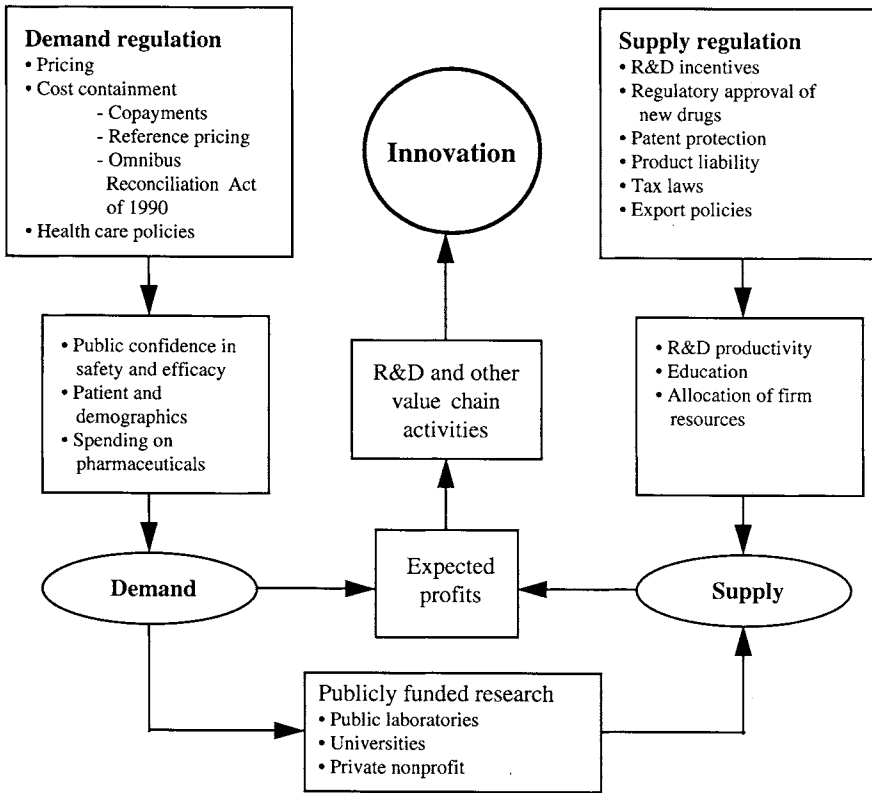 Demand regulation
• Pricing
• Cost containment
- Copayments
- Reference pricing
- Omnibus
Reconciliation Act
of 1990
• Health care policies
Innovation
Supply regulation
• R&D incentives
• Regulatory approval of
new drugs
• Patent protection
• Product liability
• Tax laws
• Export policies
• Public confidence in
safety and efficacy
• Patient and
demographics
• Spending on
pharmaceuticals
R&D and other
value chain
activities
• R&D productivity
• Education
• Allocation of firm
resources
Demand
Expected
profits
Supply
Publicly funded research
• Public laboratories
• Universities
• Private nonprofit